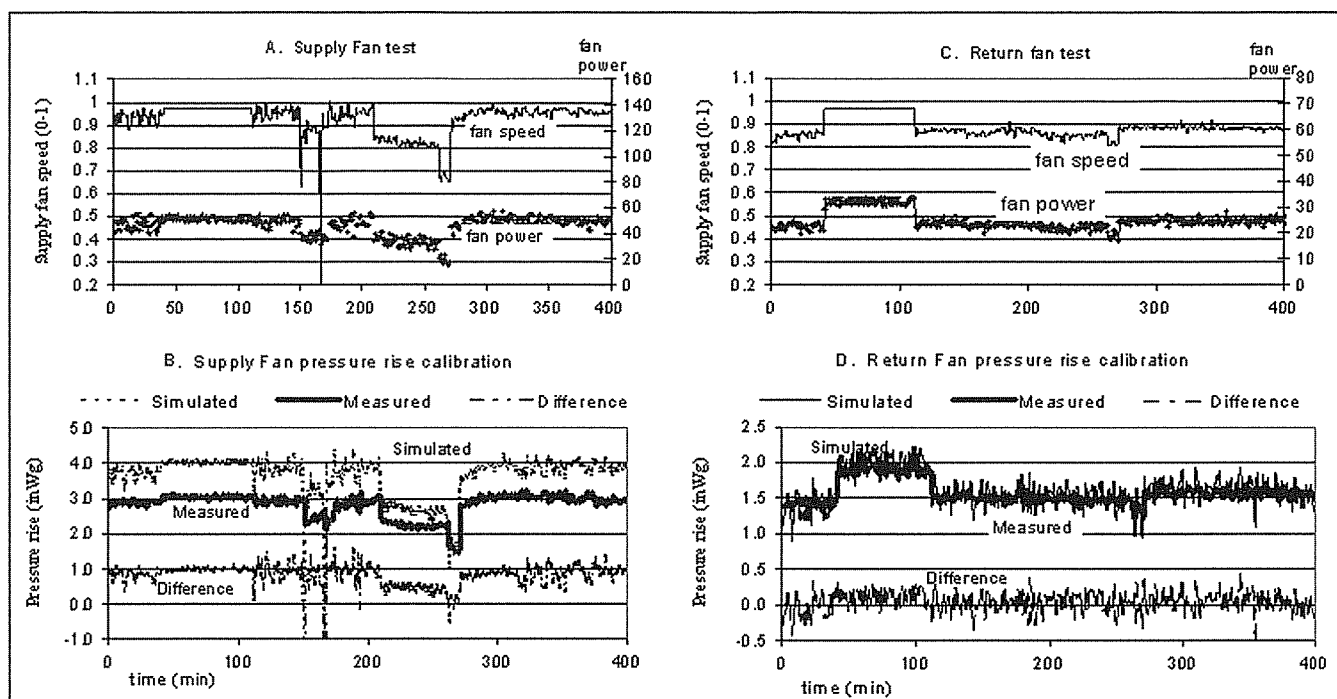 A. Supply Fan test
fan power
1.1
1
0.9
0.8
0.7
0.6
0.5
0.4
0.3
0.2
Supply fan speed (0-1)
160
140
120
100
80
60
40
20
0
fan speed
fan power
0 50 100 150 200 250 300 350 400
C. Return fan test
fan power
1.1
1
0.9
0.8
0.7
0.6
0.5
0.4
0.3
0.2
Supply fan speed (0-1)
80
70
60
50
40
30
20
10
0
fan speed
fan power
0 100 200 300 400
B. Supply Fan pressure rise calibration
Simulated Measured Difference
5.0
4.0
3.0
2.0
1.0
0.0
-1.0
Pressure rise (inWg)
Simulated
Measured
Difference
0 100 200 300 400
time (min)
D. Return Fan pressure rise calibration
Simulated Measured Difference
2.5
2.0
1.5
1.0
0.5
0.0
-0.5
Pressure rise (inWg)
Simulated
Measured
Difference
0 100 200 300 400
time (min)